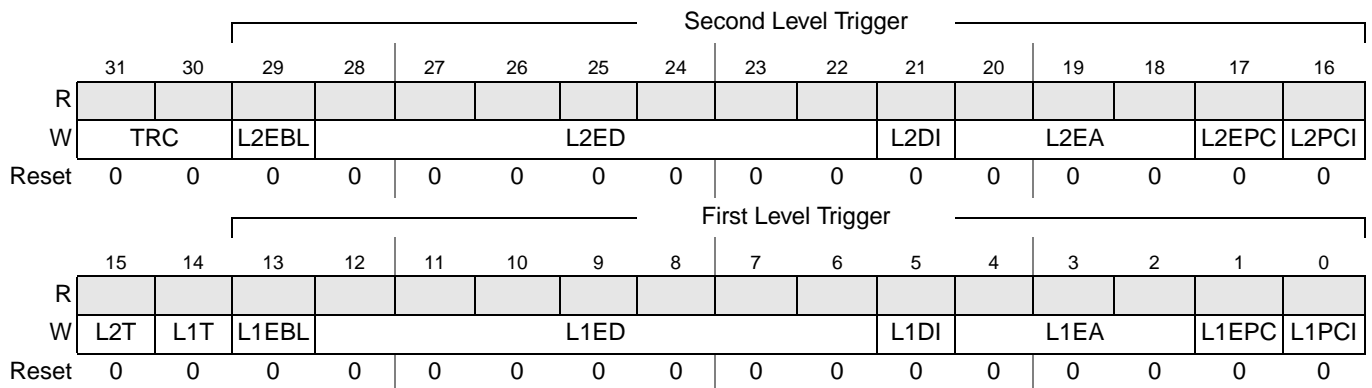 Second Level Trigger
31 30 29 28 27 26 25 24 23 22 21 20 19 18 17 16
R
W TRC L2EBL L2ED L2DI L2EA L2EPC L2PCI
Reset 0 0 0 0 0 0 0 0 0 0 0 0 0 0 0 0
First Level Trigger
15 14 13 12 11 10 9 8 7 6 5 4 3 2 1 0
R
W L2T L1T L1EBL L1ED L1DI L1EA L1EPC L1PCI
Reset 0 0 0 0 0 0 0 0 0 0 0 0 0 0 0 0